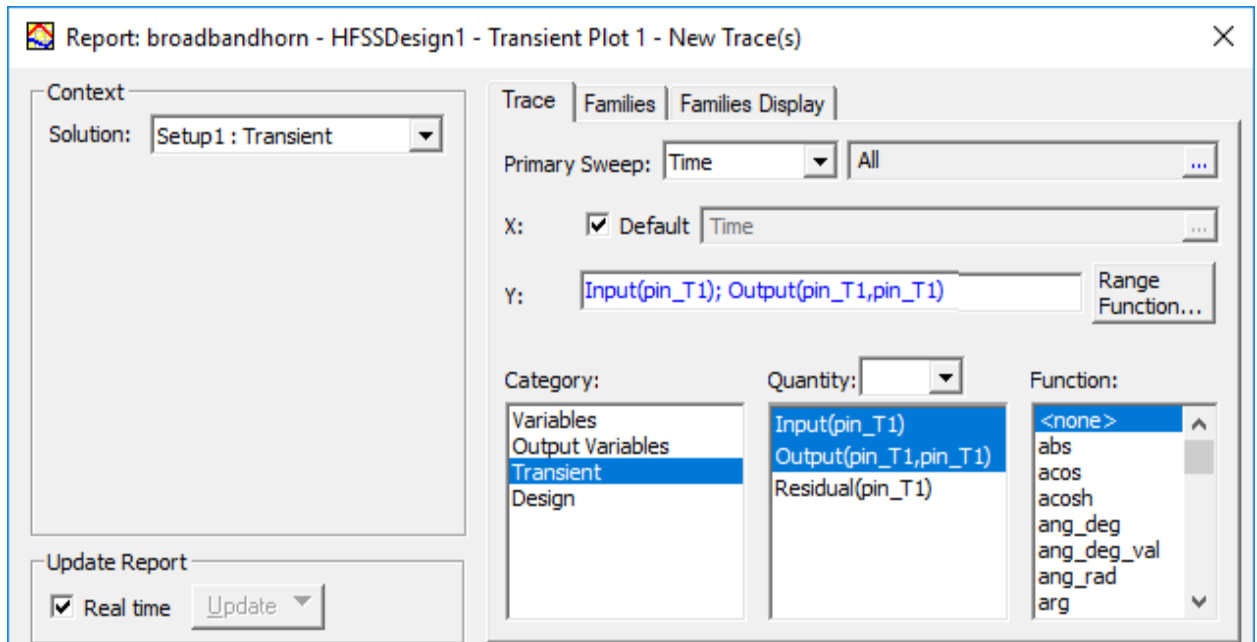 Report: broadbandhorn - HFSSDesign1 - Transient Plot 1 - New Trace(s)
Context
Solution: Setup1 : Transient
Update Report
Real time Update
Trace Families Families Display
Primary Sweep: Time All ...
X: Default Time ...
Y: Input(pin_T1); Output(pin_T1,pin_T1)
Range
Function...
Category:
Variables
Output Variables
Transient
Design
Quantity:
Input(pin_T1)
Output(pin_T1,pin_T1)
Residual(pin_T1)
Function:
<none>
abs
acos
acosh
ang_deg
ang_deg_val
ang_rad
arg